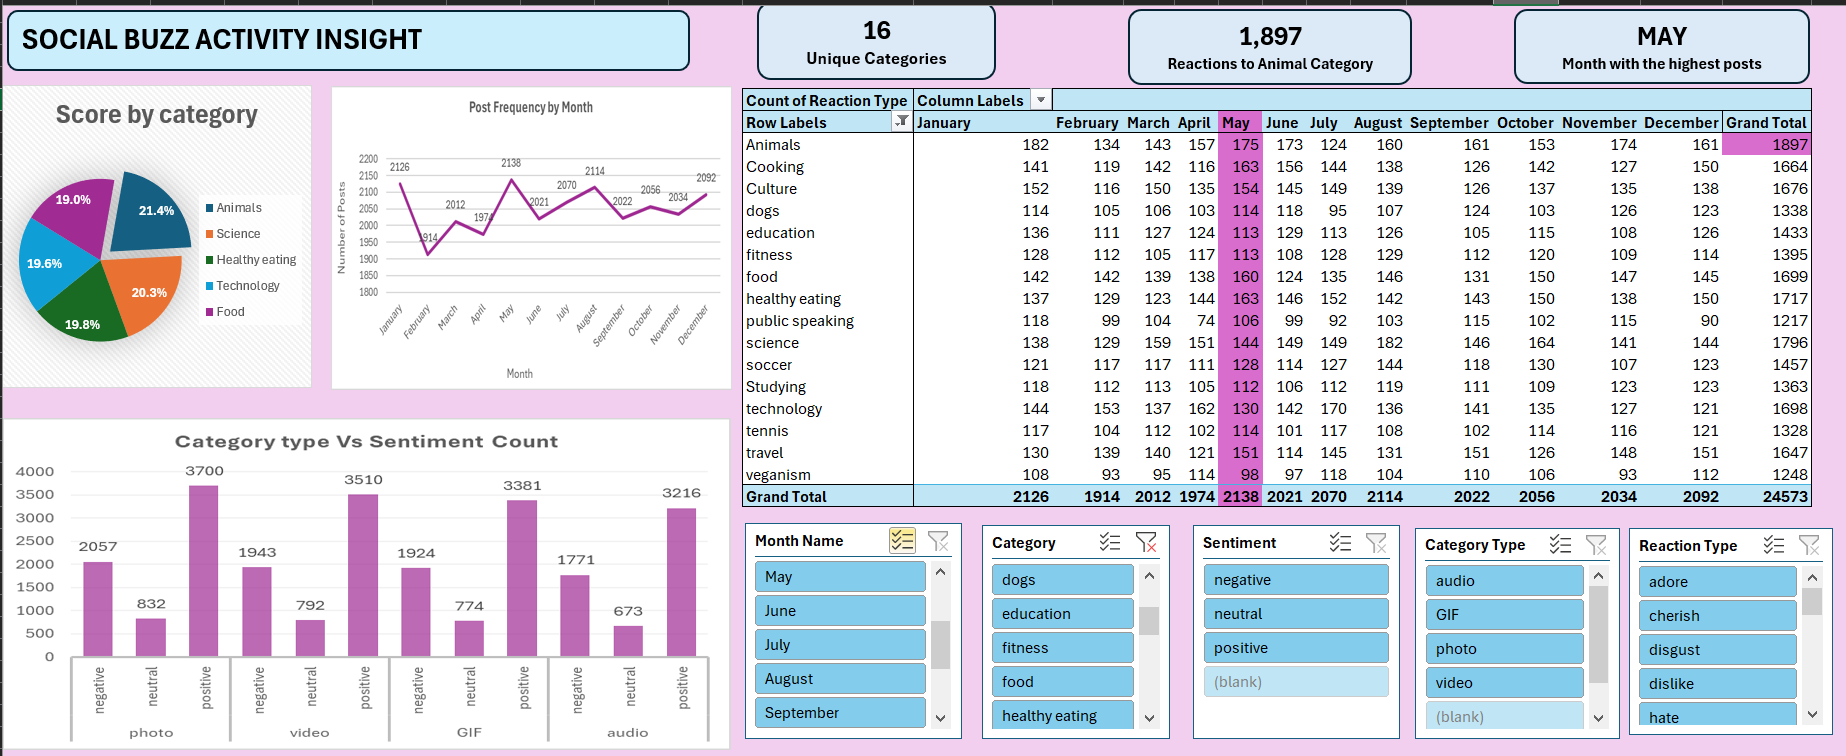 SOCIAL BUZZ ACTIVITY INSIGHT
16
Unique Categories
1,897
Reactions to Animal Category
MAY
Month with the highest posts
Score by category
19.0%
21.4%
19.6%
20.3%
19.8%
Animals
Science
Healthy eating
Technology
Food
Post Frequency by Month
Number of Posts
2200
2150
2100
2050
2000
1950
1900
1850
1800
2126
1914
2012
1974
2138
2021
2070
2114
2022
2056
2034
2092
January
February
March
April
May
June
July
August
September
October
November
December
Month
Count of Reaction Type Column Labels
Row Labels January February March April May June July August September October November December Grand Total
Animals 182 134 143 157 175 173 124 160 161 153 174 161 1897
Cooking 141 119 142 116 163 156 144 138 126 142 127 150 1664
Culture 152 116 150 135 154 145 149 139 126 137 135 138 1676
dogs 114 105 106 103 114 118 95 107 124 103 126 123 1338
education 136 111 127 124 113 129 113 126 105 115 108 126 1433
fitness 128 112 105 117 113 108 128 129 112 120 109 114 1395
food 142 142 139 138 160 124 135 146 131 150 147 145 1699
healthy eating 137 129 123 144 163 146 152 142 143 150 138 150 1717
public speaking 118 99 104 74 106 99 92 103 115 102 115 90 1217
science 138 129 159 151 144 149 149 182 146 164 141 144 1796
soccer 121 117 117 111 128 114 127 144 118 130 107 123 1457
Studying 118 112 113 105 112 106 112 119 111 109 123 123 1363
technology 144 153 137 162 130 142 170 136 141 135 127 121 1698
tennis 117 104 112 102 114 101 117 108 102 114 116 121 1328
travel 130 139 140 121 151 114 145 131 151 126 148 151 1647
veganism 108 93 95 114 98 97 118 104 110 106 93 112 1248
Grand Total 2126 1914 2012 1974 2138 2021 2070 2114 2022 2056 2034 2092 24573
Category type Vs Sentiment Count
4000
3500
3000
2500
2000
1500
1000
500
0
2057
832
3700
1943
792
3510
1924
774
3381
1771
673
3216
negative
neutral
positive
negative
neutral
positive
negative
neutral
positive
negative
neutral
positive
photo
video
GIF
audio
Month Name
May
June
July
August
September
Category
dogs
education
fitness
food
healthy eating
Sentiment
negative
neutral
positive
(blank)
Category Type
audio
GIF
photo
video
(blank)
Reaction Type
adore
cherish
disgust
dislike
hate